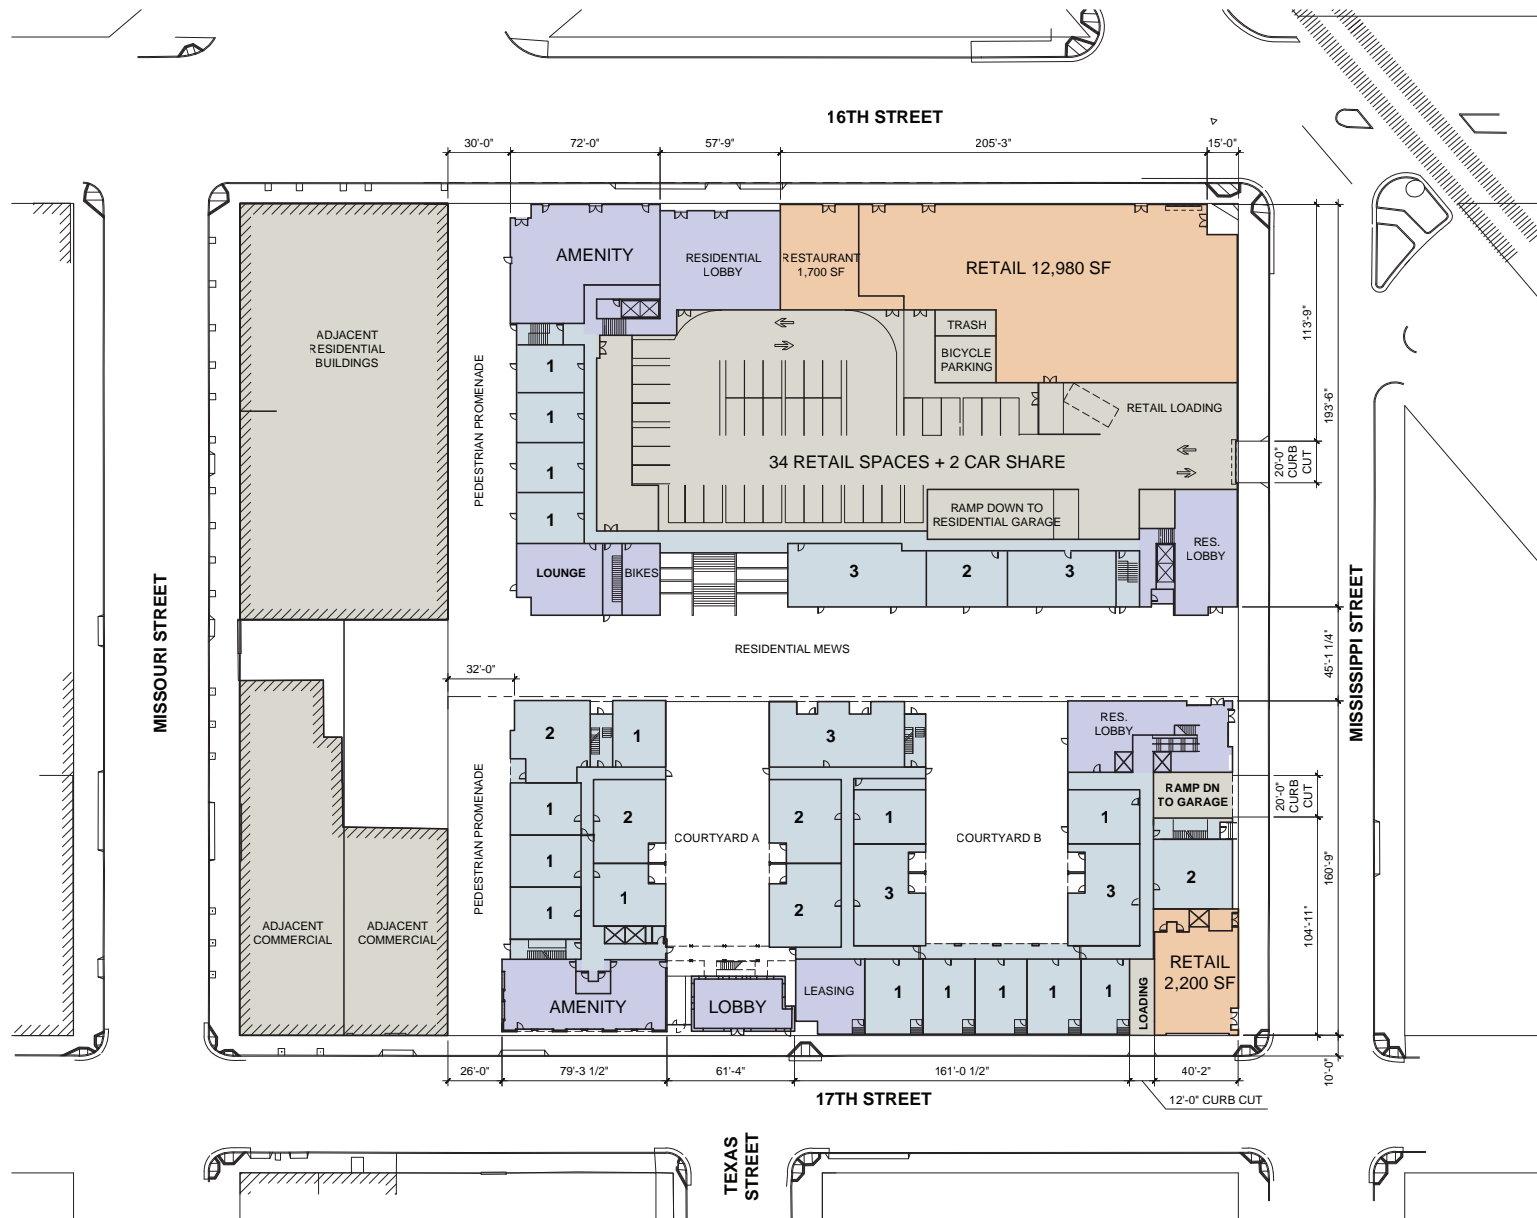 16TH STREET
30'-0"
72'-0"
57'-9"
205'-3"
15'-0"
AMENITY
RESIDENTIAL
LOBBY
RESTAURANT
1,700 SF
RETAIL 12,980 SF
ADJACENT
RESIDENTIAL
BUILDINGS
TRASH
BICYCLE
PARKING
113'-9"
193'-6"
PEDESTRIAN PROMENADE
1
1
1
1
RETAIL LOADING
34 RETAIL SPACES + 2 CAR SHARE
20'-0"
CURB
CUT
RAMP DOWN TO
RESIDENTIAL GARAGE
RES.
LOBBY
LOUNGE
BIKES
3
2
3
MISSOURI STREET
MISSISSIPPI STREET
RESIDENTIAL MEWS
45'-1 1/4"
32'-0"
2
1
3
RES.
LOBBY
PEDESTRIAN PROMENADE
1
2
2
1
1
RAMP DN
TO GARAGE
20'-0"
CURB
CUT
COURTYARD A
COURTYARD B
1
1
1
2
3
3
2
160'-9"
104'-11"
ADJACENT
COMMERCIAL
ADJACENT
COMMERCIAL
AMENITY
LOBBY
LEASING
1
1
1
1
1
LOADING
RETAIL
2,200 SF
26'-0"
79'-3 1/2"
61'-4"
161'-0 1/2"
40'-2"
10'-0"
17TH STREET
12'-0" CURB CUT
TEXAS
STREET